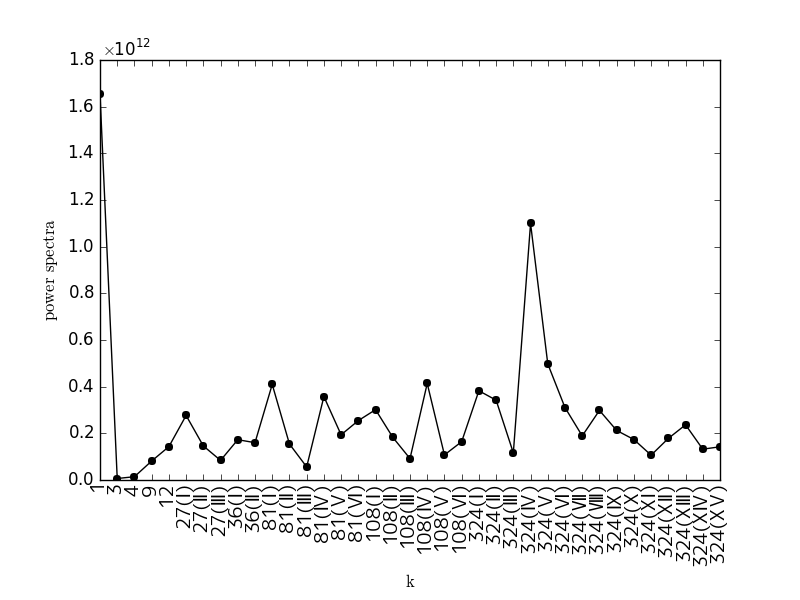 ×10¹²
1.8
1.6
1.4
1.2
1.0
0.8
0.6
0.4
0.2
0.0
power spectra
1
3
4
9
12
27(I)
27(II)
27(III)
36(I)
36(II)
81(I)
81(II)
81(III)
81(IV)
81(V)
81(VI)
108(I)
108(II)
108(III)
108(IV)
108(V)
108(VI)
324(I)
324(II)
324(III)
324(IV)
324(V)
324(VI)
324(VII)
324(VIII)
324(IX)
324(X)
324(XI)
324(XII)
324(XIII)
324(XIV)
324(XV)
k